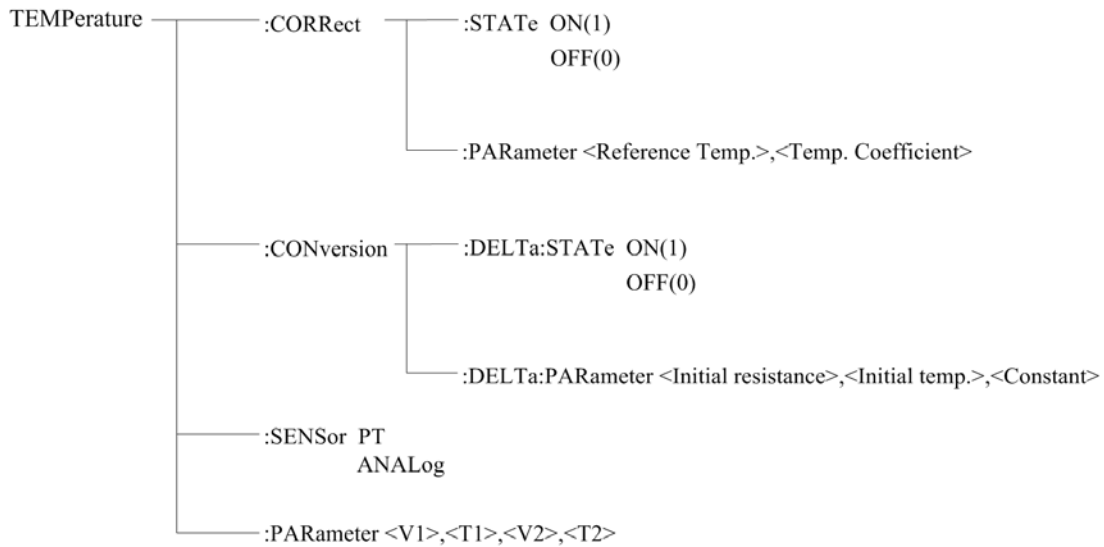 TEMPerature :CORRect :STATe ON(1)
OFF(0)
:PARameter <Reference Temp.>,<Temp. Coefficient>
:CONversion :DELTa:STATe ON(1)
OFF(0)
:DELTa:PARameter <Initial resistance>,<Initial temp.>,<Constant>
:SENSor PT
ANALog
:PARameter <V1>,<T1>,<V2>,<T2>